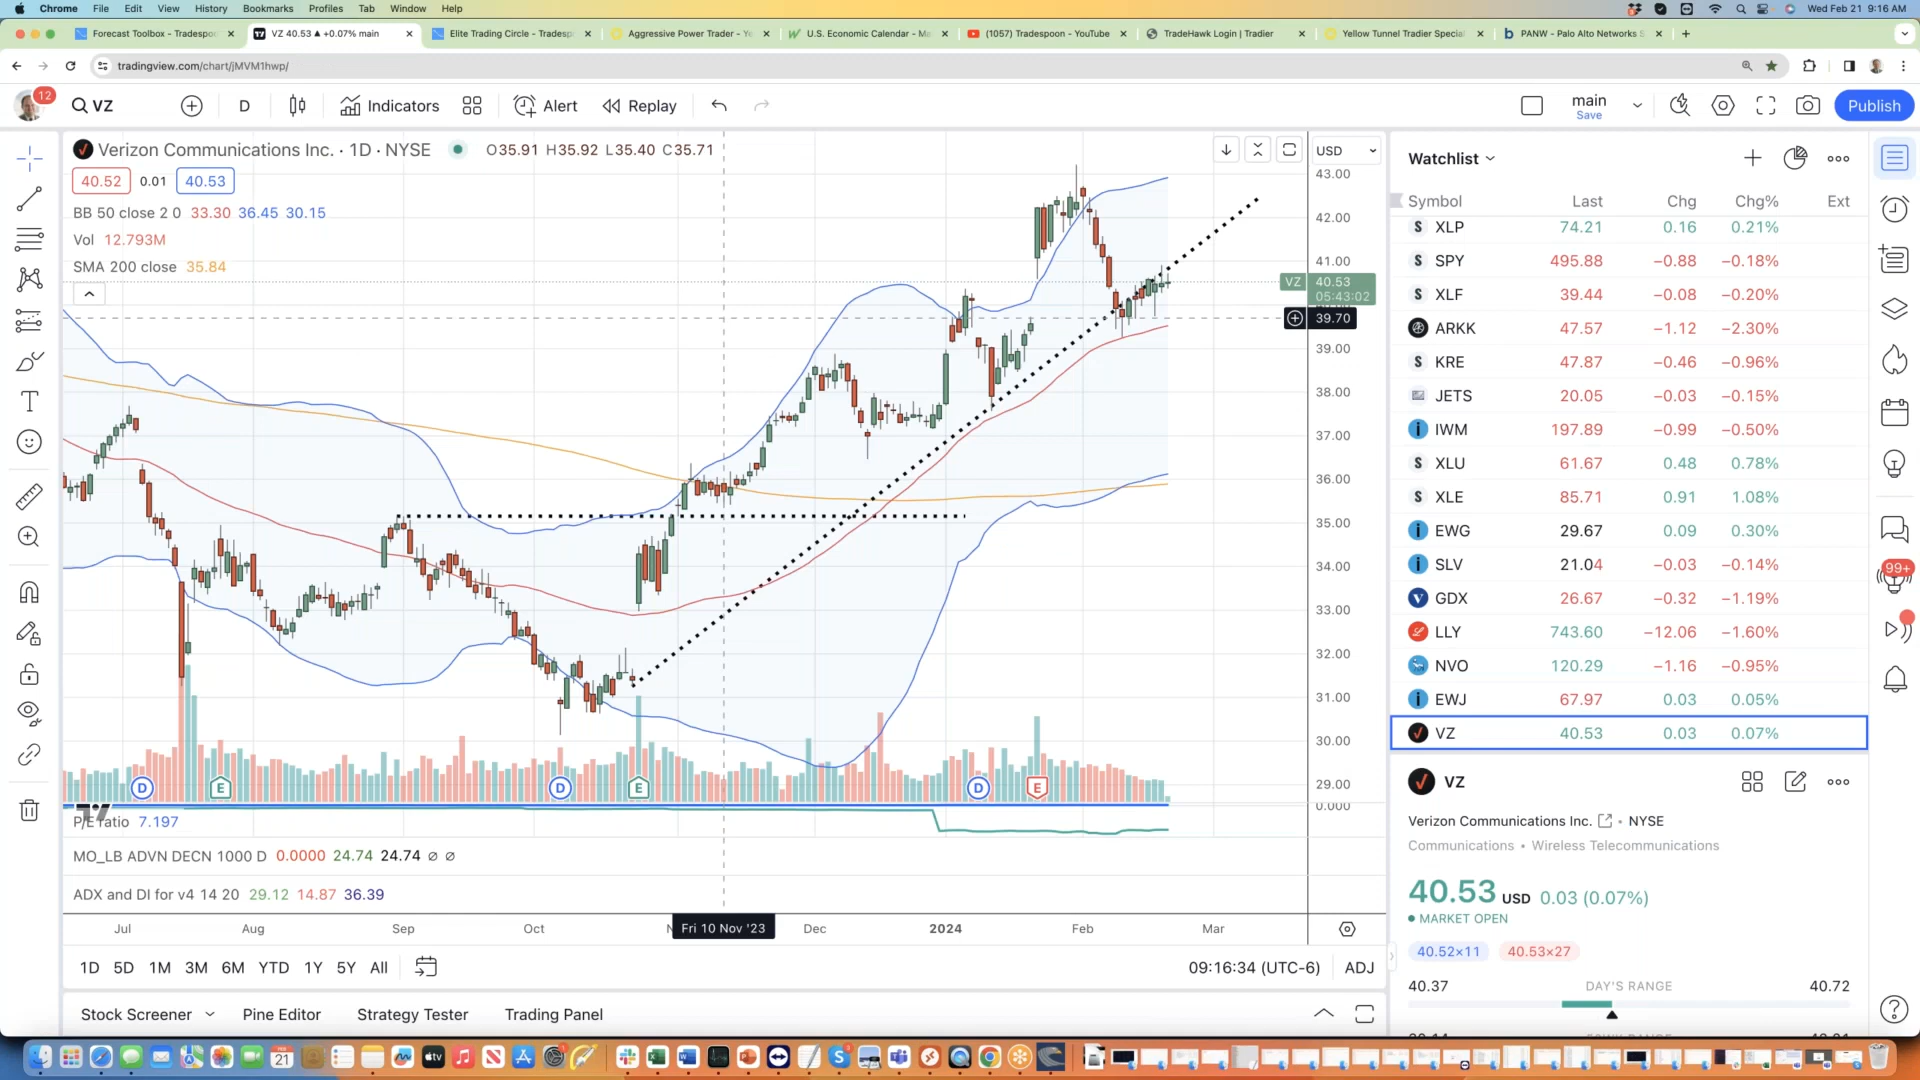 Chrome File Edit View History Bookmarks Profiles Tab Window Help
Wed Feb 21 9:16 AM
Forecast Toolbox - Tradespoo
VZ 40.53 ▲ +0.07% main
Elite Trading Circle - Tradesp
Aggressive Power Trader - Ye
U.S. Economic Calendar - Ma
(1057) Tradespoon - YouTube
TradeHawk Login | Tradier
Yellow Tunnel Tradier Special
PANW - Palo Alto Networks S
tradingview.com/chart/jMVM1hwp/
12
VZ
D
Indicators
Alert
Replay
main
Save
Publish
Verizon Communications Inc. · 1D · NYSE
O35.91 H35.92 L35.40 C35.71
40.52 0.01 40.53
BB 50 close 2 0 33.30 36.45 30.15
Vol 12.793M
SMA 200 close 35.84
USD
43.00
42.00
41.00
VZ 40.53
05:43:02
39.70
39.00
38.00
37.00
36.00
35.00
34.00
33.00
32.00
31.00
30.00
29.00
0.000
D
E
D
E
D
E
P/E ratio 7.197
MO_LB ADVN DECN 1000 D 0.0000 24.74 24.74 ∅ ∅
ADX and DI for v4 14 20 29.12 14.87 36.39
Jul
Aug
Sep
Oct
Fri 10 Nov '23
Dec
2024
Feb
Mar
1D 5D 1M 3M 6M YTD 1Y 5Y All
09:16:34 (UTC-6) ADJ
Stock Screener
Pine Editor
Strategy Tester
Trading Panel
Watchlist
Symbol Last Chg Chg% Ext
XLP 74.21 0.16 0.21%
SPY 495.88 −0.88 −0.18%
XLF 39.44 −0.08 −0.20%
ARKK 47.57 −1.12 −2.30%
KRE 47.87 −0.46 −0.96%
JETS 20.05 −0.03 −0.15%
IWM 197.89 −0.99 −0.50%
XLU 61.67 0.48 0.78%
XLE 85.71 0.91 1.08%
EWG 29.67 0.09 0.30%
SLV 21.04 −0.03 −0.14%
GDX 26.67 −0.32 −1.19%
LLY 743.60 −12.06 −1.60%
NVO 120.29 −1.16 −0.95%
EWJ 67.97 0.03 0.05%
VZ 40.53 0.03 0.07%
99+
VZ
Verizon Communications Inc. • NYSE
Communications • Wireless Telecommunications
40.53 USD 0.03 (0.07%)
MARKET OPEN
40.52×11 40.53×27
40.37 DAY'S RANGE 40.72